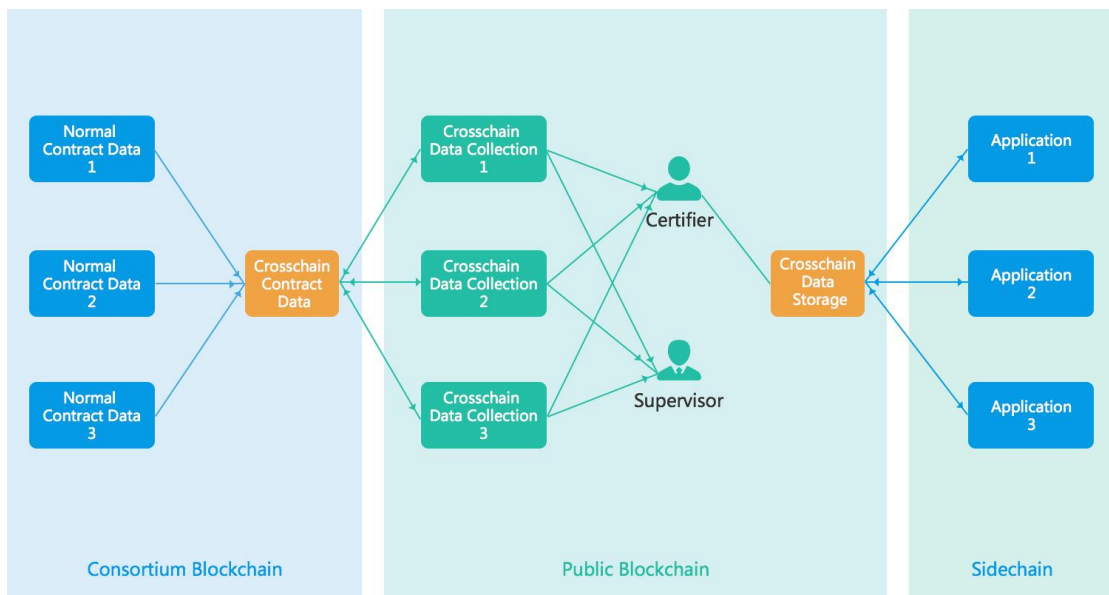 Normal
Contract Data
1
Normal
Contract Data
2
Normal
Contract Data
3
Crosschain
Contract
Data
Consortium Blockchain
Crosschain
Data Collection
1
Crosschain
Data Collection
2
Crosschain
Data Collection
3
Certifier
Supervisor
Crosschain
Data
Storage
Public Blockchain
Application
1
Application
2
Application
3
Sidechain